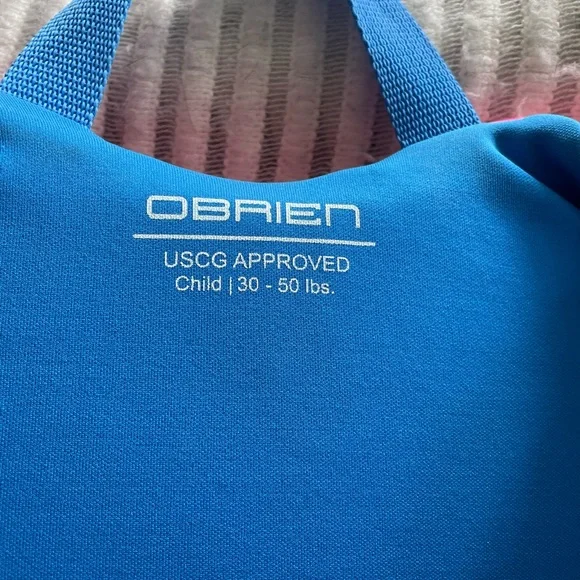 OBRIEN
USCG APPROVED
Child | 30 - 50 lbs.